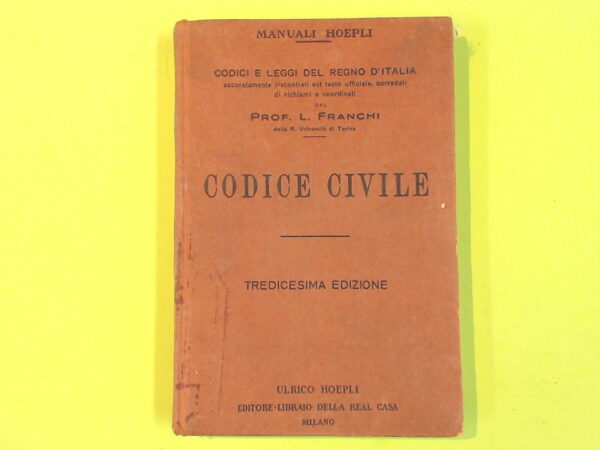 MANUALI HOEPLI
CODICI E LEGGI DEL REGNO D'ITALIA
accuratamente riscontrati sul testo ufficiale, corredati
di richiami e coordinati
DAL
PROF. L. FRANCHI
della R. Università di Torino
CODICE CIVILE
TREDICESIMA EDIZIONE
ULRICO HOEPLI
EDITORE-LIBRAIO DELLA REAL CASA
MILANO